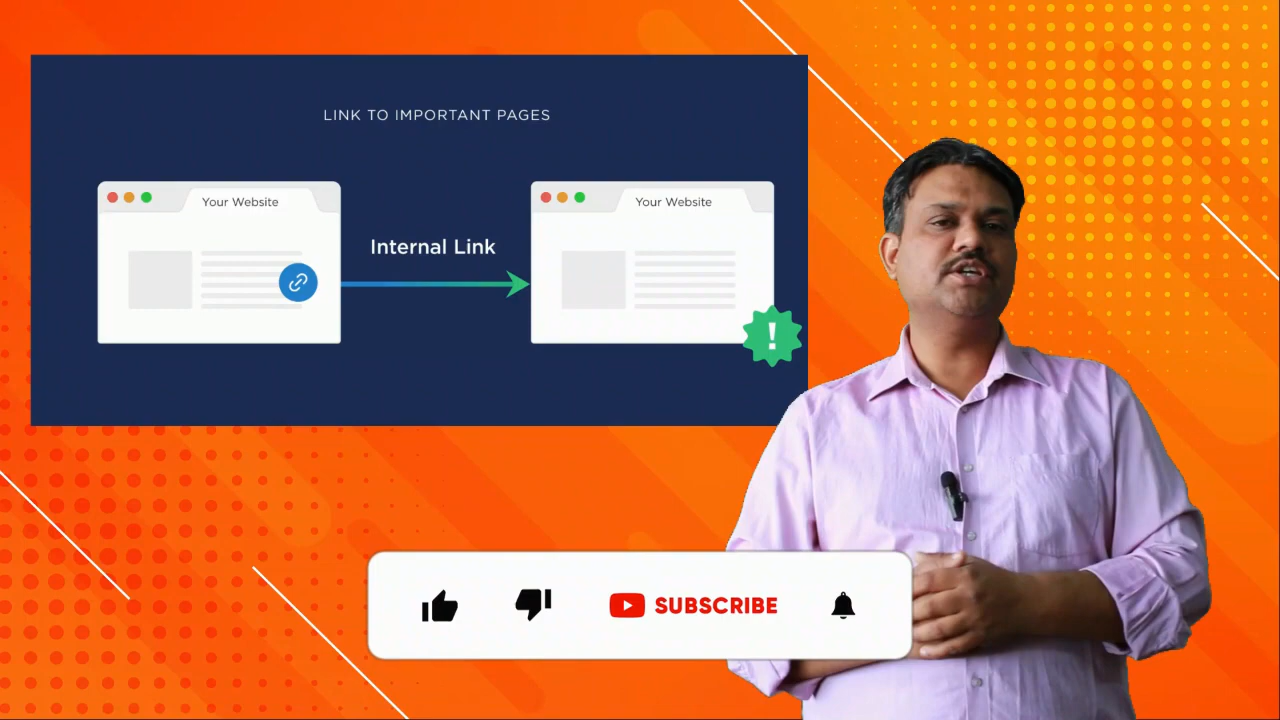 LINK TO IMPORTANT PAGES
Your Website
Your Website
Internal Link
!
SUBSCRIBE